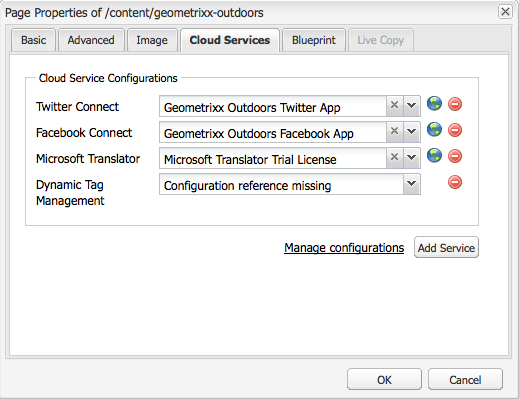 Page Properties of /content/geometrixx-outdoors
Basic Advanced Image Cloud Services Blueprint Live Copy
Cloud Service Configurations
Twitter Connect Geometrixx Outdoors Twitter App
Facebook Connect Geometrixx Outdoors Facebook App
Microsoft Translator Microsoft Translator Trial License
Dynamic Tag Configuration reference missing
Management
Manage configurations Add Service
OK Cancel